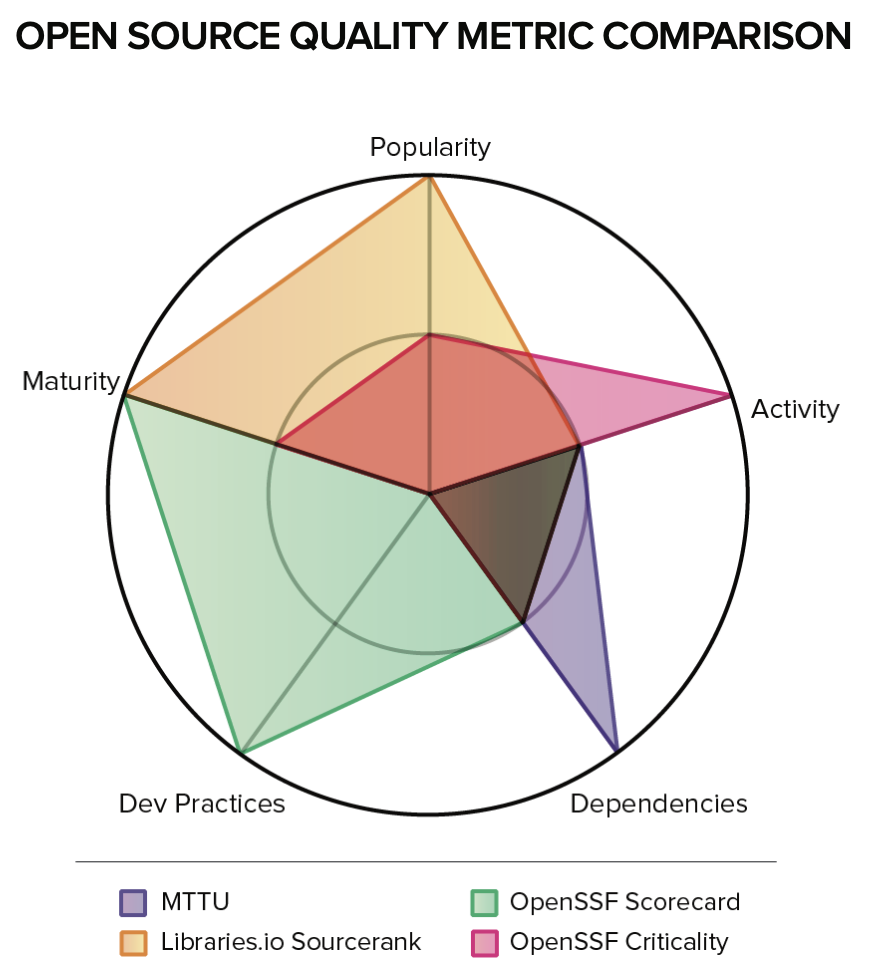 OPEN SOURCE QUALITY METRIC COMPARISON
Popularity
Maturity
Activity
Dev Practices
Dependencies
MTTU
OpenSSF Scorecard
Libraries.io Sourcerank
OpenSSF Criticality